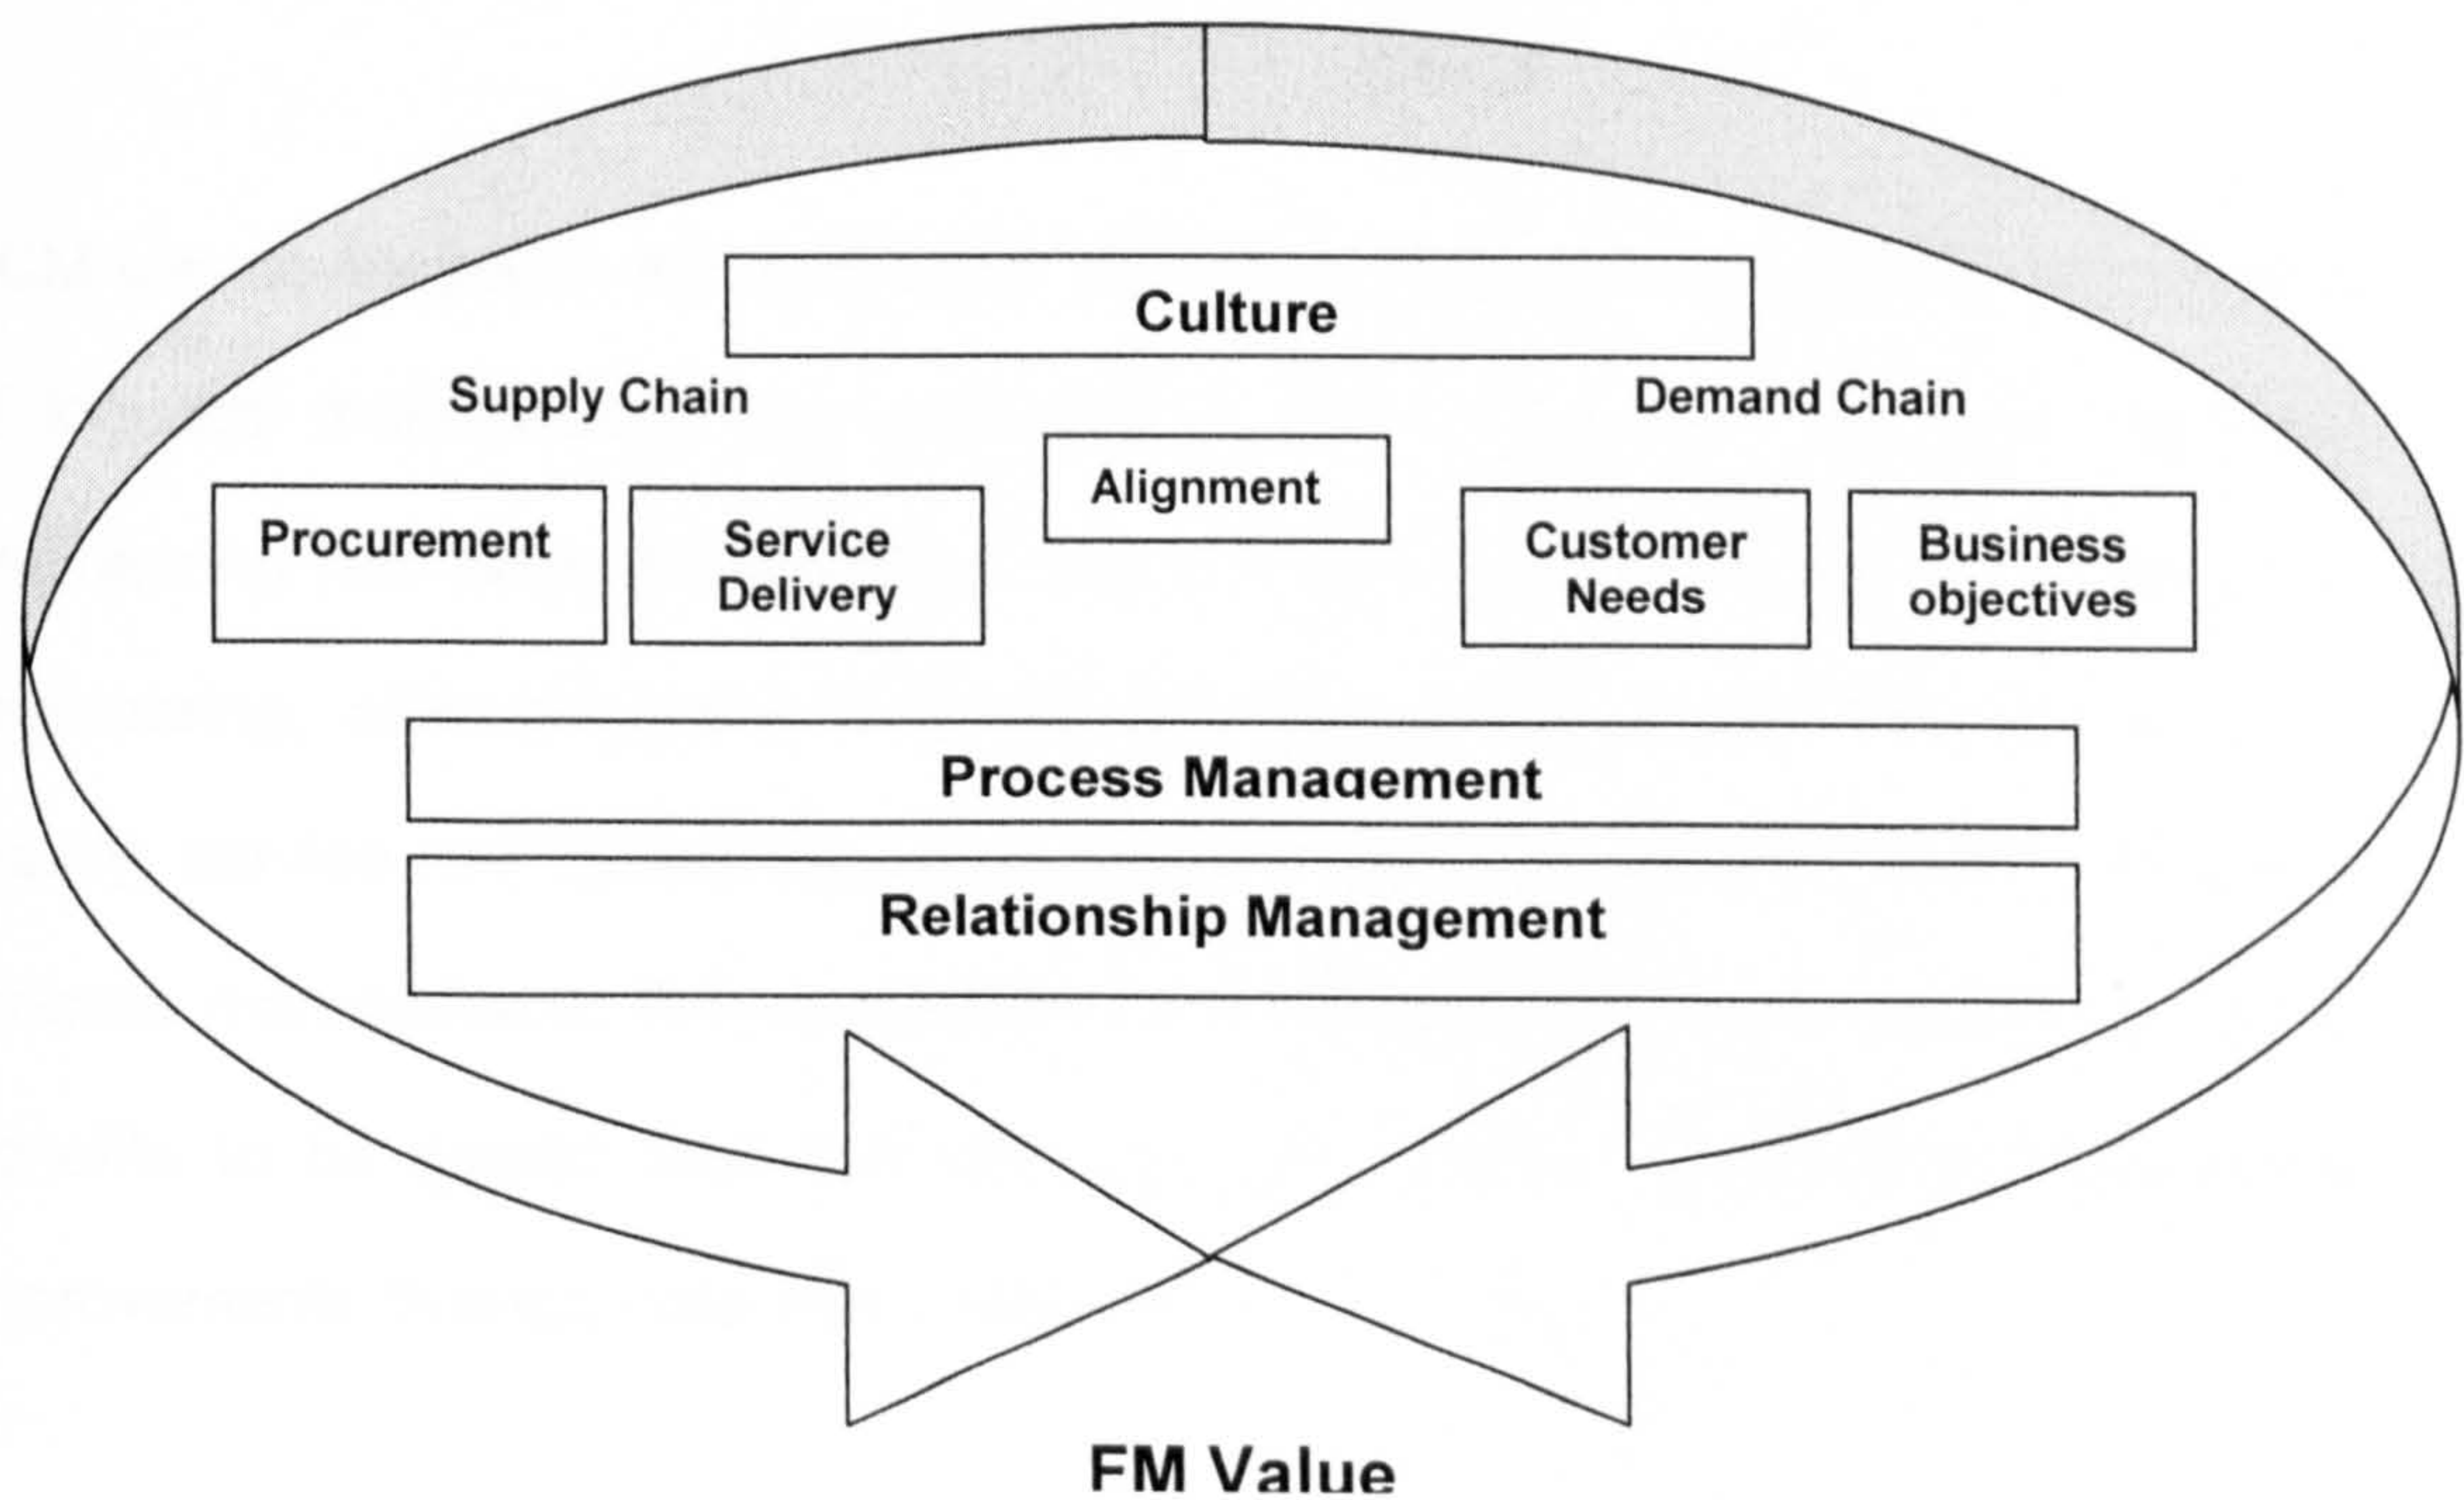 Culture
Supply Chain
Demand Chain
Alignment
Procurement
Service
Delivery
Customer
Needs
Business
objectives
Process Management
Relationship Management
FM Value